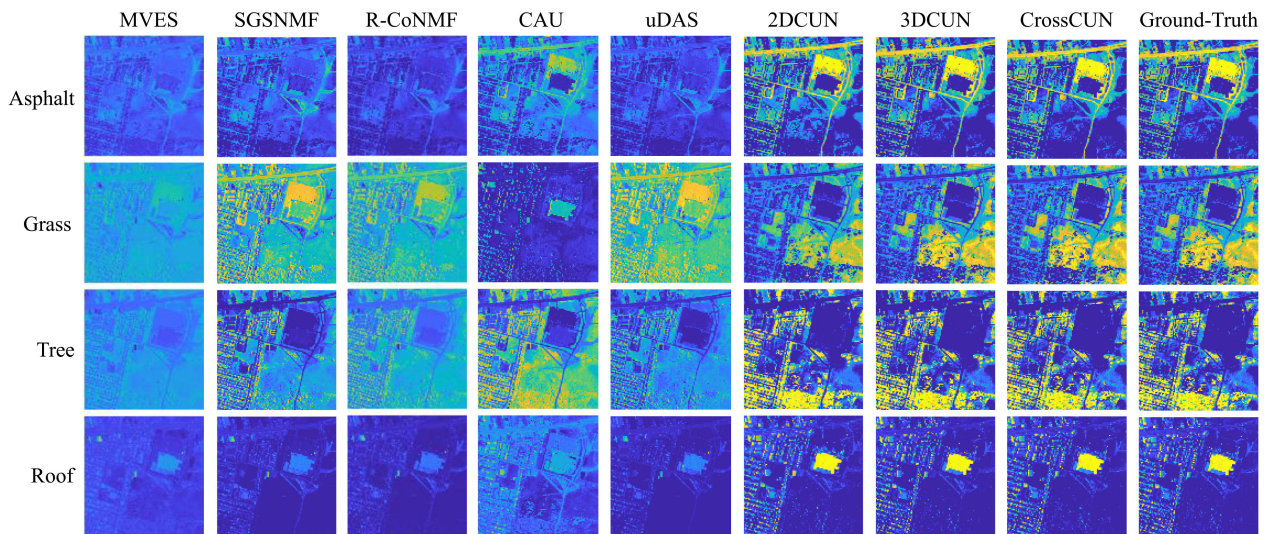 MVES SGSNMF R-CoNMF CAU uDAS 2DCUN 3DCUN CrossCUN Ground-Truth
Asphalt
Grass
Tree
Roof